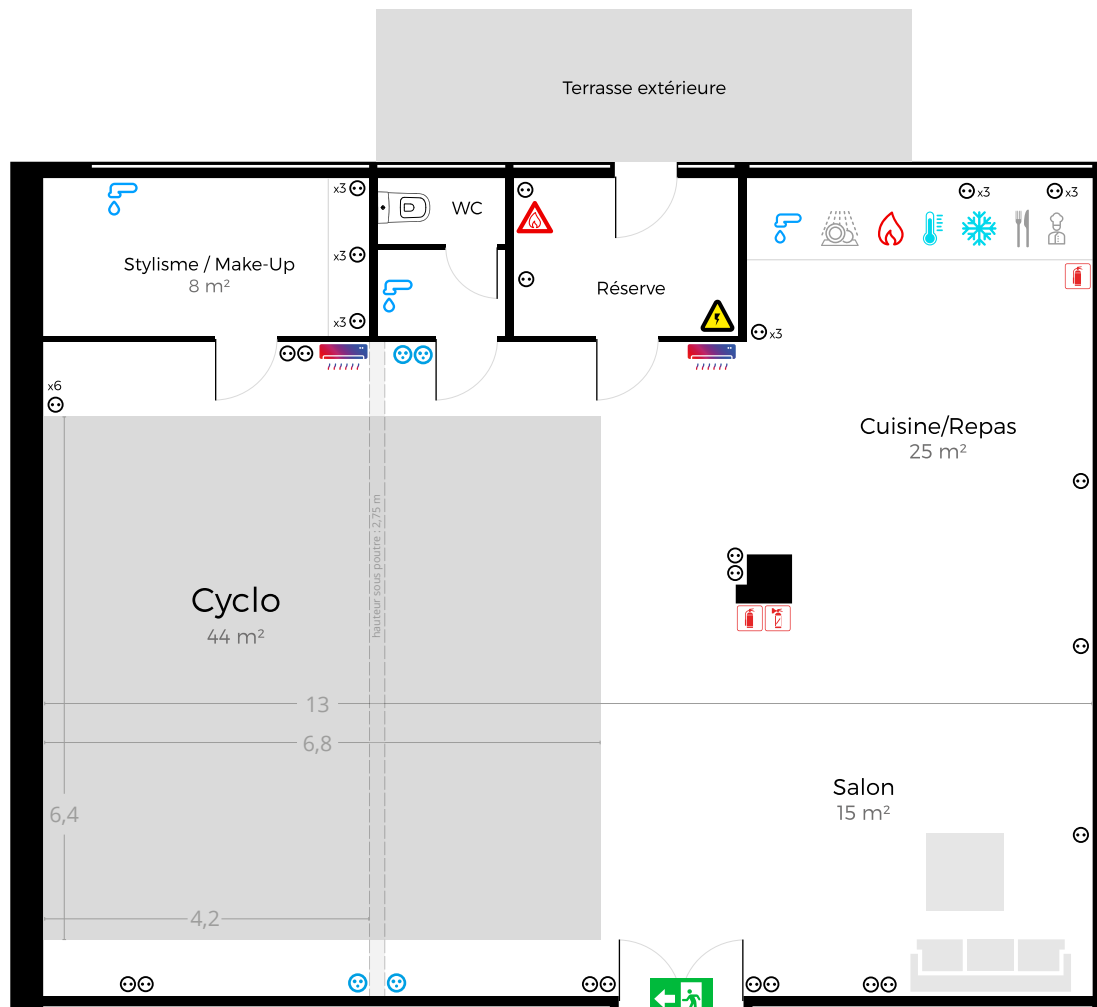 Terrasse extérieure
x3
WC
x3
x3
Stylisme / Make-Up
8 m²
x3
Réserve
x3
x3
x3
x6
Cuisine/Repas
25 m²
hauteur sous poutre : 2,75 m
Cyclo
44 m²
13
6,8
Salon
15 m²
6,4
4,2